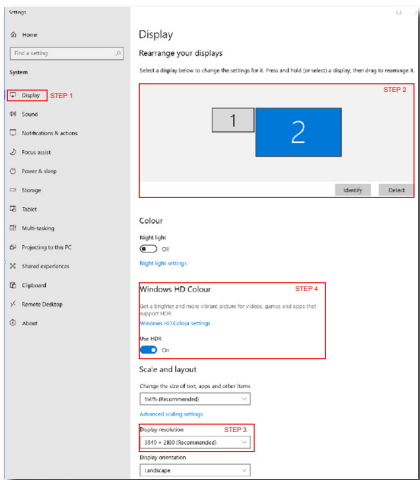 Settings
Home
Find a setting
System
Display STEP 1
Sound
Notifications & actions
Focus assist
Power & sleep
Storage
Tablet
Multi-tasking
Projecting to this PC
Shared experiences
Clipboard
Remote Desktop
About
Display
Rearrange your displays
Select a display below to change the settings for it. Press and hold (or select) a display, then drag to rearrange it.
STEP 2
1
2
Identify Detect
Colour
Night light
Off
Night light settings
Windows HD Colour STEP 4
Get a brighter and more vibrant picture for videos, games and apps that
support HDR.
Windows HD Colour settings
Use HDR
On
Scale and layout
Change the size of text, apps and other items
(Recommended)
Advanced scaling settings
Display resolution STEP 3
3840 × 2160 (Recommended)
Display orientation
Landscape